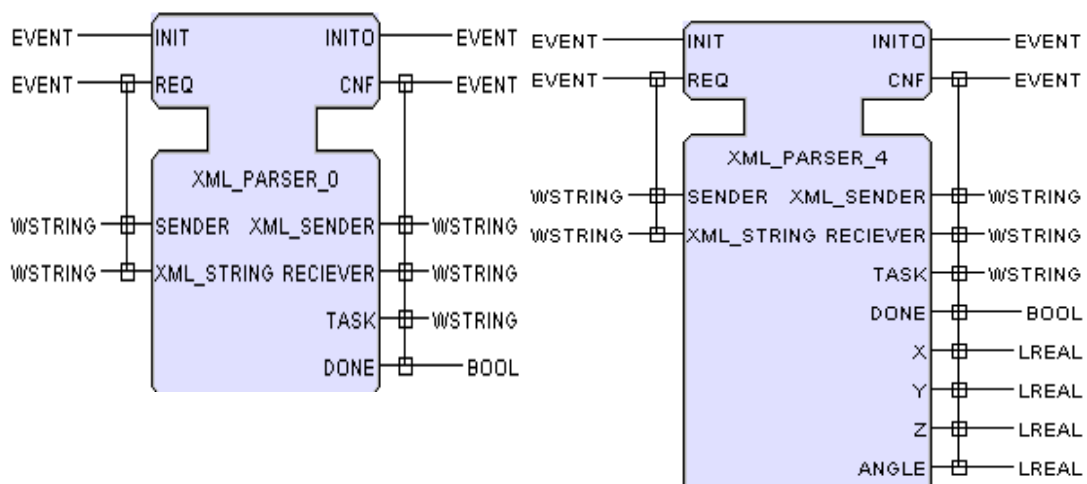 EVENT INIT INITO EVENT
EVENT REQ CNF EVENT
XML_PARSER_0
WSTRING SENDER XML_SENDER WSTRING
WSTRING XML_STRING RECIEVER WSTRING
TASK WSTRING
DONE BOOL
EVENT INIT INITO EVENT
EVENT REQ CNF EVENT
XML_PARSER_4
WSTRING SENDER XML_SENDER WSTRING
WSTRING XML_STRING RECIEVER WSTRING
TASK WSTRING
DONE BOOL
X LREAL
Y LREAL
Z LREAL
ANGLE LREAL